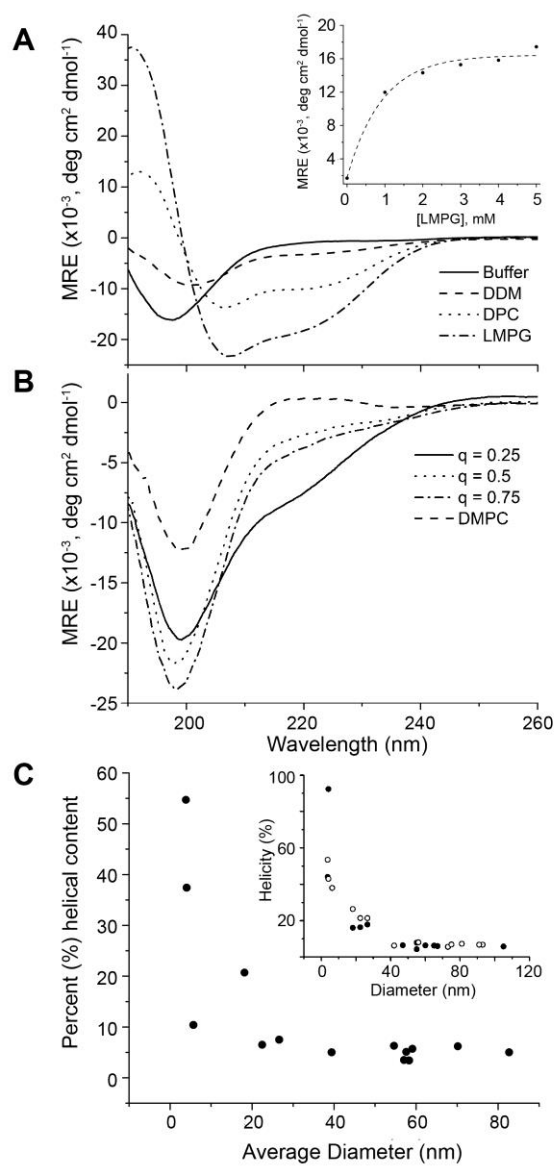 A
MRE (x10⁻³, deg cm² dmol⁻¹)
40
30
20
10
0
-10
-20
MRE (x10⁻³, deg cm² dmol⁻¹)
20
16
12
8
4
0 1 2 3 4 5
[LMPG], mM
Buffer
DDM
DPC
LMPG
B
MRE (x10⁻³, deg cm² dmol⁻¹)
0
-5
-10
-15
-20
-25
q = 0.25
q = 0.5
q = 0.75
DMPC
200 220 240 260
Wavelength (nm)
C
Percent (%) helical content
60
50
40
30
20
10
0
Helicity (%)
100
60
20
0 40 80 120
Diameter (nm)
0 20 40 60 80
Average Diameter (nm)